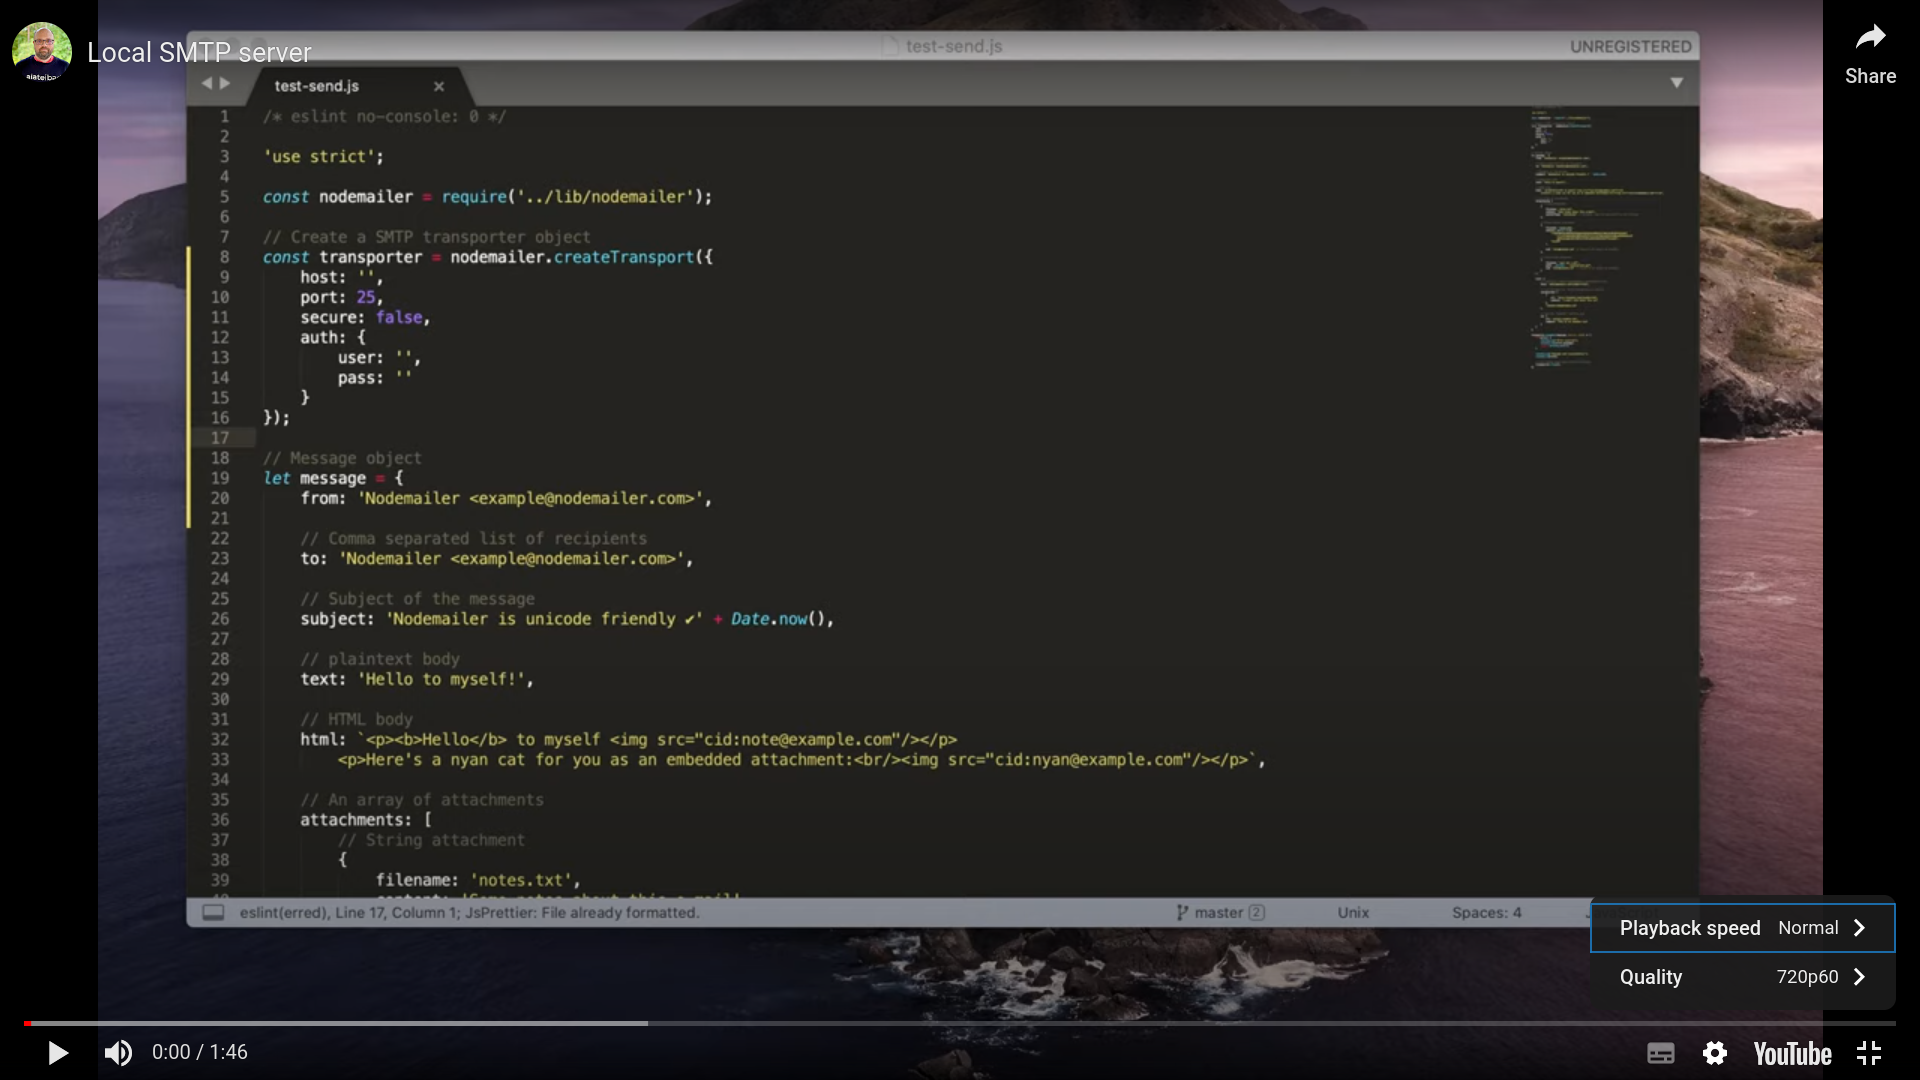 Local SMTP server
test-send.js
UNREGISTERED
Share
test-send.js
1 /* eslint no-console: 0 */
2
3 'use strict';
4
5 const nodemailer = require('../lib/nodemailer');
6
7 // Create a SMTP transporter object
8 const transporter = nodemailer.createTransport({
9 host: '',
10 port: 25,
11 secure: false,
12 auth: {
13 user: '',
14 pass: ''
15 }
16 });
17
18 // Message object
19 let message = {
20 from: 'Nodemailer <example@nodemailer.com>',
21
22 // Comma separated list of recipients
23 to: 'Nodemailer <example@nodemailer.com>',
24
25 // Subject of the message
26 subject: 'Nodemailer is unicode friendly ✔' + Date.now(),
27
28 // plaintext body
29 text: 'Hello to myself!',
30
31 // HTML body
32 html: `<p><b>Hello</b> to myself <img src="cid:note@example.com"/></p>
33 <p>Here's a nyan cat for you as an embedded attachment:<br/><img src="cid:nyan@example.com"/></p>`,
34
35 // An array of attachments
36 attachments: [
37 // String attachment
38 {
39 filename: 'notes.txt',
eslint(erred), Line 17, Column 1; JsPrettier: File already formatted.
master 2
Unix
Spaces: 4
Playback speed Normal
Quality 720p60
0:00 / 1:46
YouTube